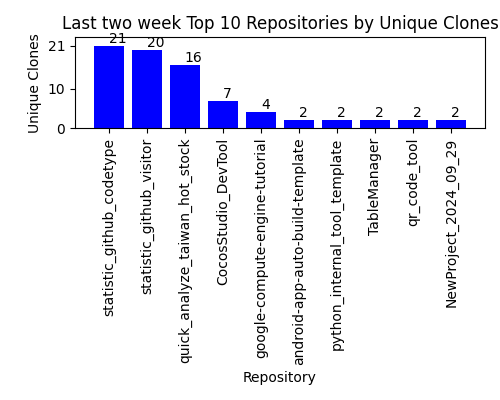 Last two week Top 10 Repositories by Unique Clones
Unique Clones
21
10
0
21
20
16
7
4
2
2
2
2
2
statistic_github_codetype
statistic_github_visitor
quick_analyze_taiwan_hot_stock
CocosStudio_DevTool
google-compute-engine-tutorial
android-app-auto-build-template
python_internal_tool_template
TableManager
qr_code_tool
NewProject_2024_09_29
Repository